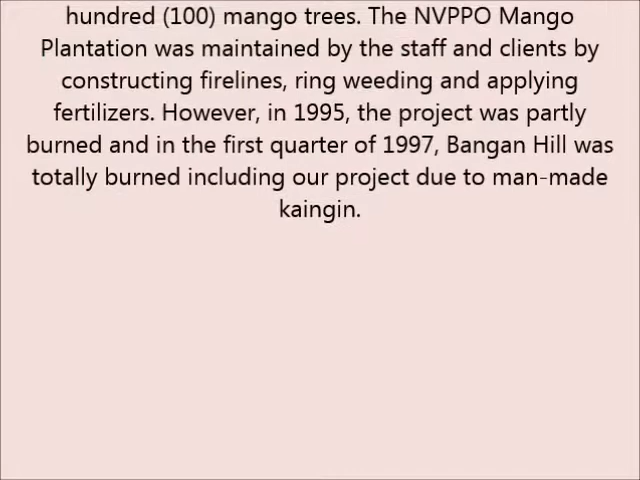 hundred (100) mango trees. The NVPPO Mango
Plantation was maintained by the staff and clients by
constructing firelines, ring weeding and applying
fertilizers. However, in 1995, the project was partly
burned and in the first quarter of 1997, Bangan Hill was
totally burned including our project due to man-made
kaingin.